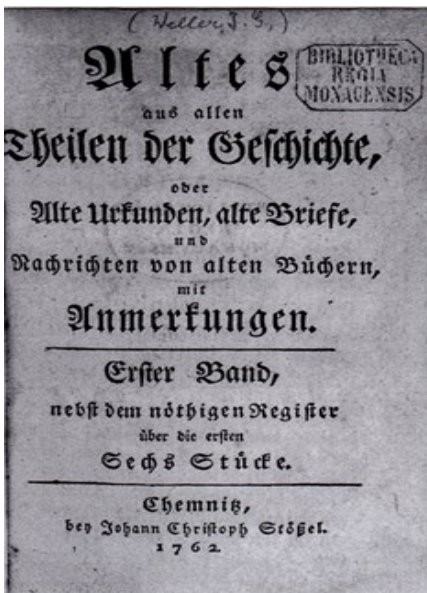 (Weller, J. G.,)
Altes
BIBLIOTHECA
REGIA
MONACENSIS
aus allen
Theilen der Geschichte,
oder
Alte Urkunden, alte Briefe,
und
Nachrichten von alten Büchern,
mit
Anmerkungen.
Erster Band,
nebst dem nöthigen Register
über die ersten
Sechs Stücke.
Chemnitz,
bey Johann Christoph Stößel.
1762.